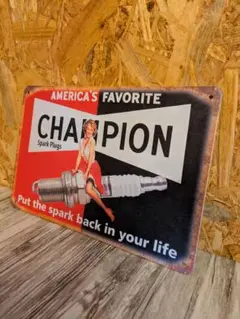 AMERICA'S FAVORITE
CHAMPION
Spark Plugs
Put the spark back in your life